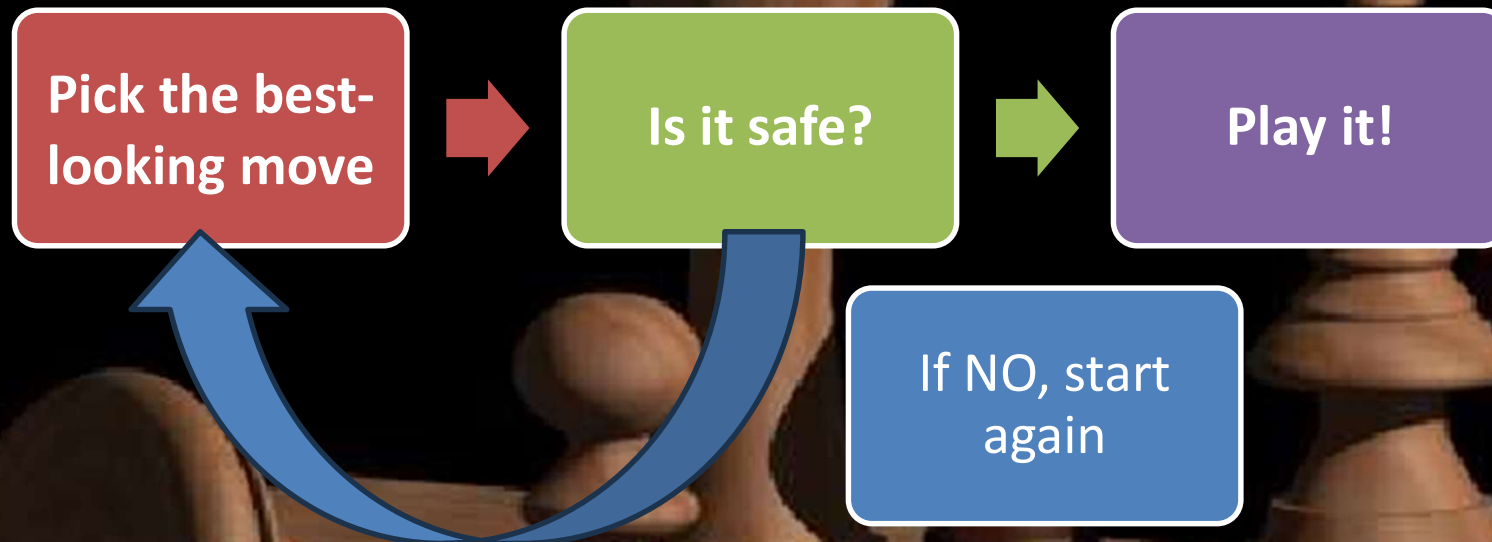 Pick the best-
looking move
Is it safe?
Play it!
If NO, start
again